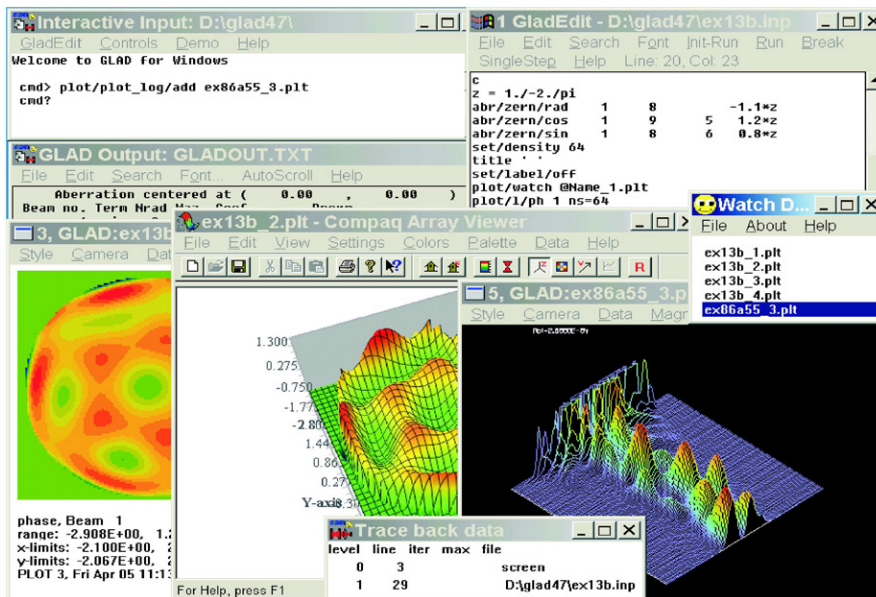 Interactive Input: D:\glad47\
GladEdit Controls Demo Help
Welcome to GLAD for Windows
cmd> plot/plot_log/add ex86a55_3.plt
cmd?
1 GladEdit - D:\glad47\ex13b.inp
File Edit Search Font Init-Run Run Break
SingleStep Help Line: 20, Col: 23
c
z = 1./-2./pi
abr/zern/rad 1 8 -1.1*z
abr/zern/cos 1 9 5 1.2*z
abr/zern/sin 1 8 6 0.8*z
set/density 64
title ' '
set/label/off
plot/watch @Name_1.plt
plot/l/ph 1 ns=64
GLAD Output: GLADOUT.TXT
File Edit Search Font... AutoScroll Help
Aberration centered at ( 0.00 , 0.00 )
Beam no. Term Nrad
Watch D...
File About Help
ex13b_1.plt
ex13b_2.plt
ex13b_3.plt
ex13b_4.plt
ex86a55_3.plt
3, GLAD:ex13b
Style Camera Dat
phase, Beam 1
range: -2.908E+00, 1.2
x-limits: -2.100E+00,
y-limits: -2.067E+00,
PLOT 3, Fri Apr 05 11:13
ex13b_2.plt - Compaq Array Viewer
File Edit View Settings Colors Palette Data Help
R
1.300
0.275
-0.750
-1.77
1.44
0.86
0.27
Y-axis
For Help, press F1
5, GLAD:ex86a55_3.p
Style Camera Data Magn
Trace back data
level line iter max file
0 3 screen
1 29 D:\glad47\ex13b.inp